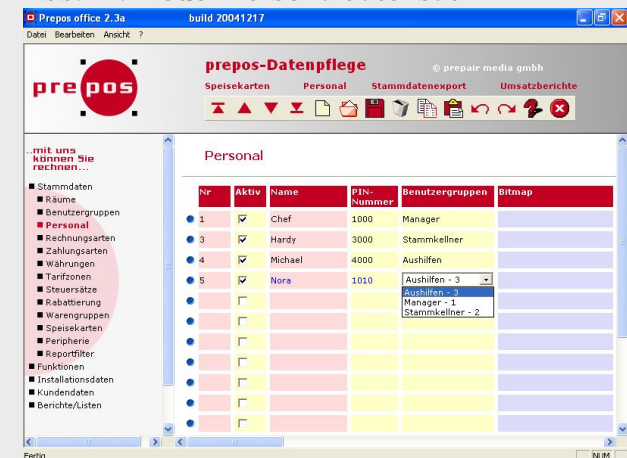 Prepos office 2.3a build 20041217
Datei Bearbeiten Ansicht ?
prepos
prepos-Datenpflege © prepair media gmbh
Speisekarten Personal Stammdatenexport Umsatzberichte
..mit uns
können Sie
rechnen...
Stammdaten
Räume
Benutzergruppen
Personal
Rechnungsarten
Zahlungsarten
Währungen
Tarifzonen
Steuersätze
Rabattierung
Warengruppen
Speisekarten
Peripherie
Reportfilter
Funktionen
Installationsdaten
Kundendaten
Berichte/Listen
Personal
Nr Aktiv Name PIN-Nummer Benutzergruppen Bitmap
1 Chef 1000 Manager
3 Hardy 3000 Stammkellner
4 Michael 4000 Aushilfen
5 Nora 1010 Aushilfen - 3
Aushilfen - 3
Manager - 1
Stammkellner - 2
Fertig NUM